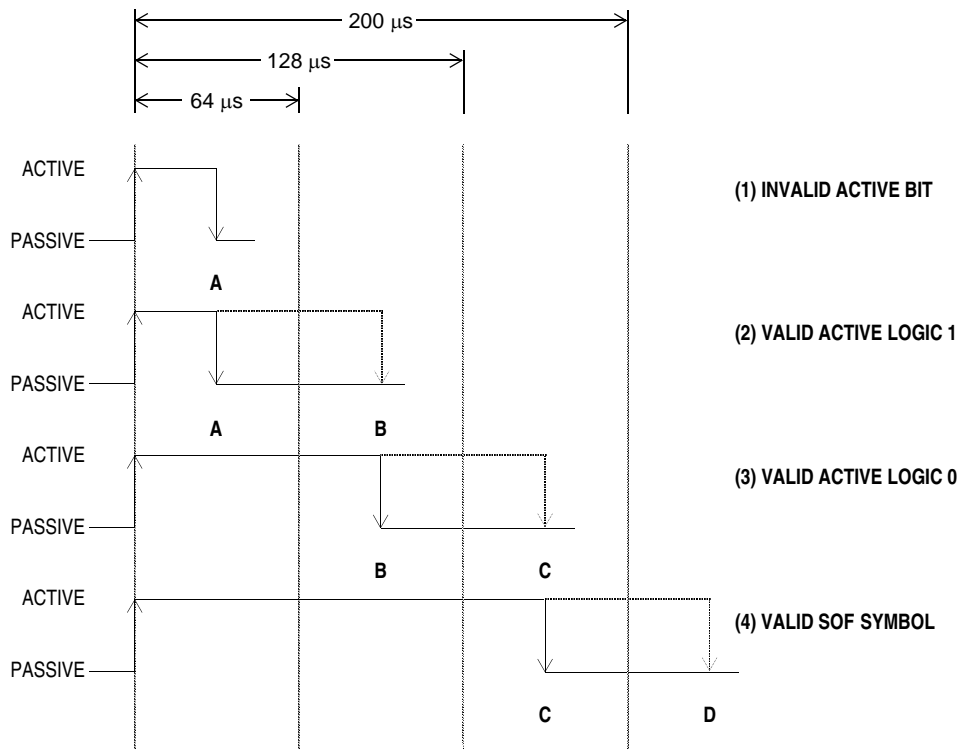 200 μs
128 μs
64 μs
ACTIVE
(1) INVALID ACTIVE BIT
PASSIVE
A
ACTIVE
(2) VALID ACTIVE LOGIC 1
PASSIVE
A B
ACTIVE
(3) VALID ACTIVE LOGIC 0
PASSIVE
B C
ACTIVE
(4) VALID SOF SYMBOL
PASSIVE
C D